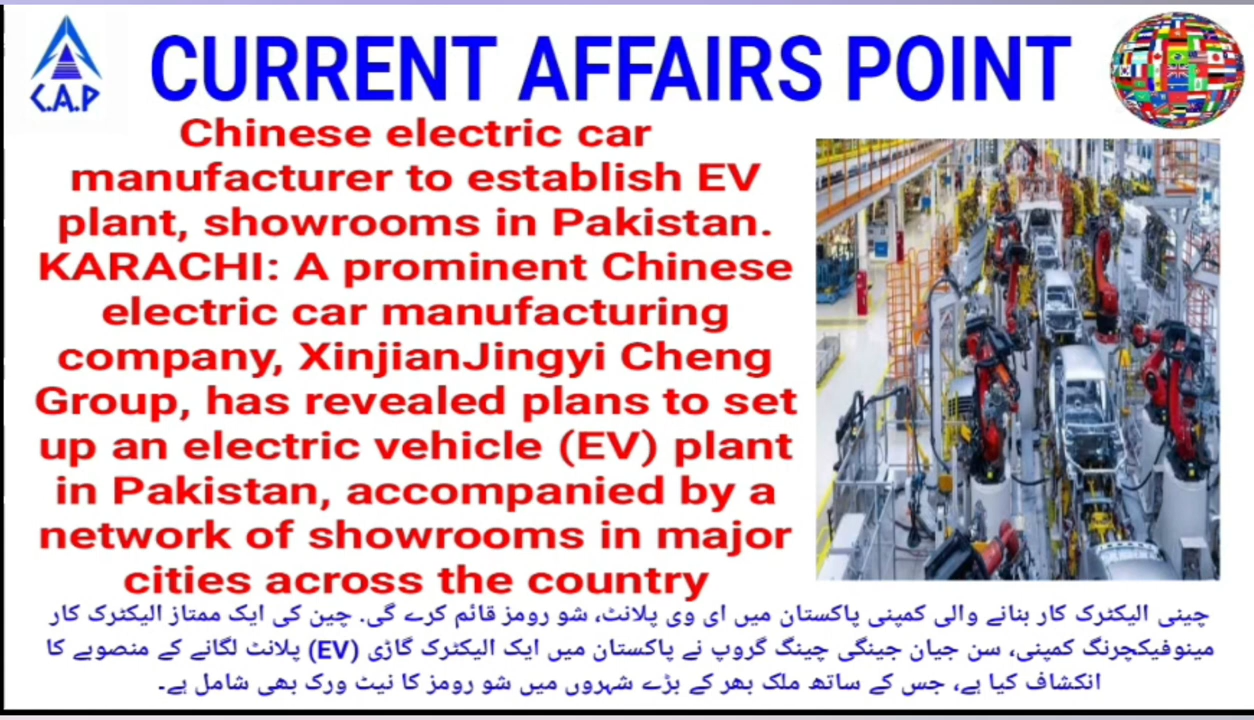 C.A.P
CURRENT AFFAIRS POINT
Chinese electric car
manufacturer to establish EV
plant, showrooms in Pakistan.
KARACHI: A prominent Chinese
electric car manufacturing
company, XinjianJingyi Cheng
Group, has revealed plans to set
up an electric vehicle (EV) plant
in Pakistan, accompanied by a
network of showrooms in major
cities across the country
چینی الیکٹرک کار بنانے والی کمپنی پاکستان میں ای وی پلانٹ، شو رومز قائم کرے گی. چین کی ایک ممتاز الیکٹرک کار
مینوفیکچرنگ کمپنی، سن جیان جینگی چینگ گروپ نے پاکستان میں ایک الیکٹرک گاڑی (EV) پلانٹ لگانے کے منصوبے کا
انکشاف کیا ہے، جس کے ساتھ ملک بھر کے بڑے شہروں میں شو رومز کا نیٹ ورک بھی شامل ہے۔